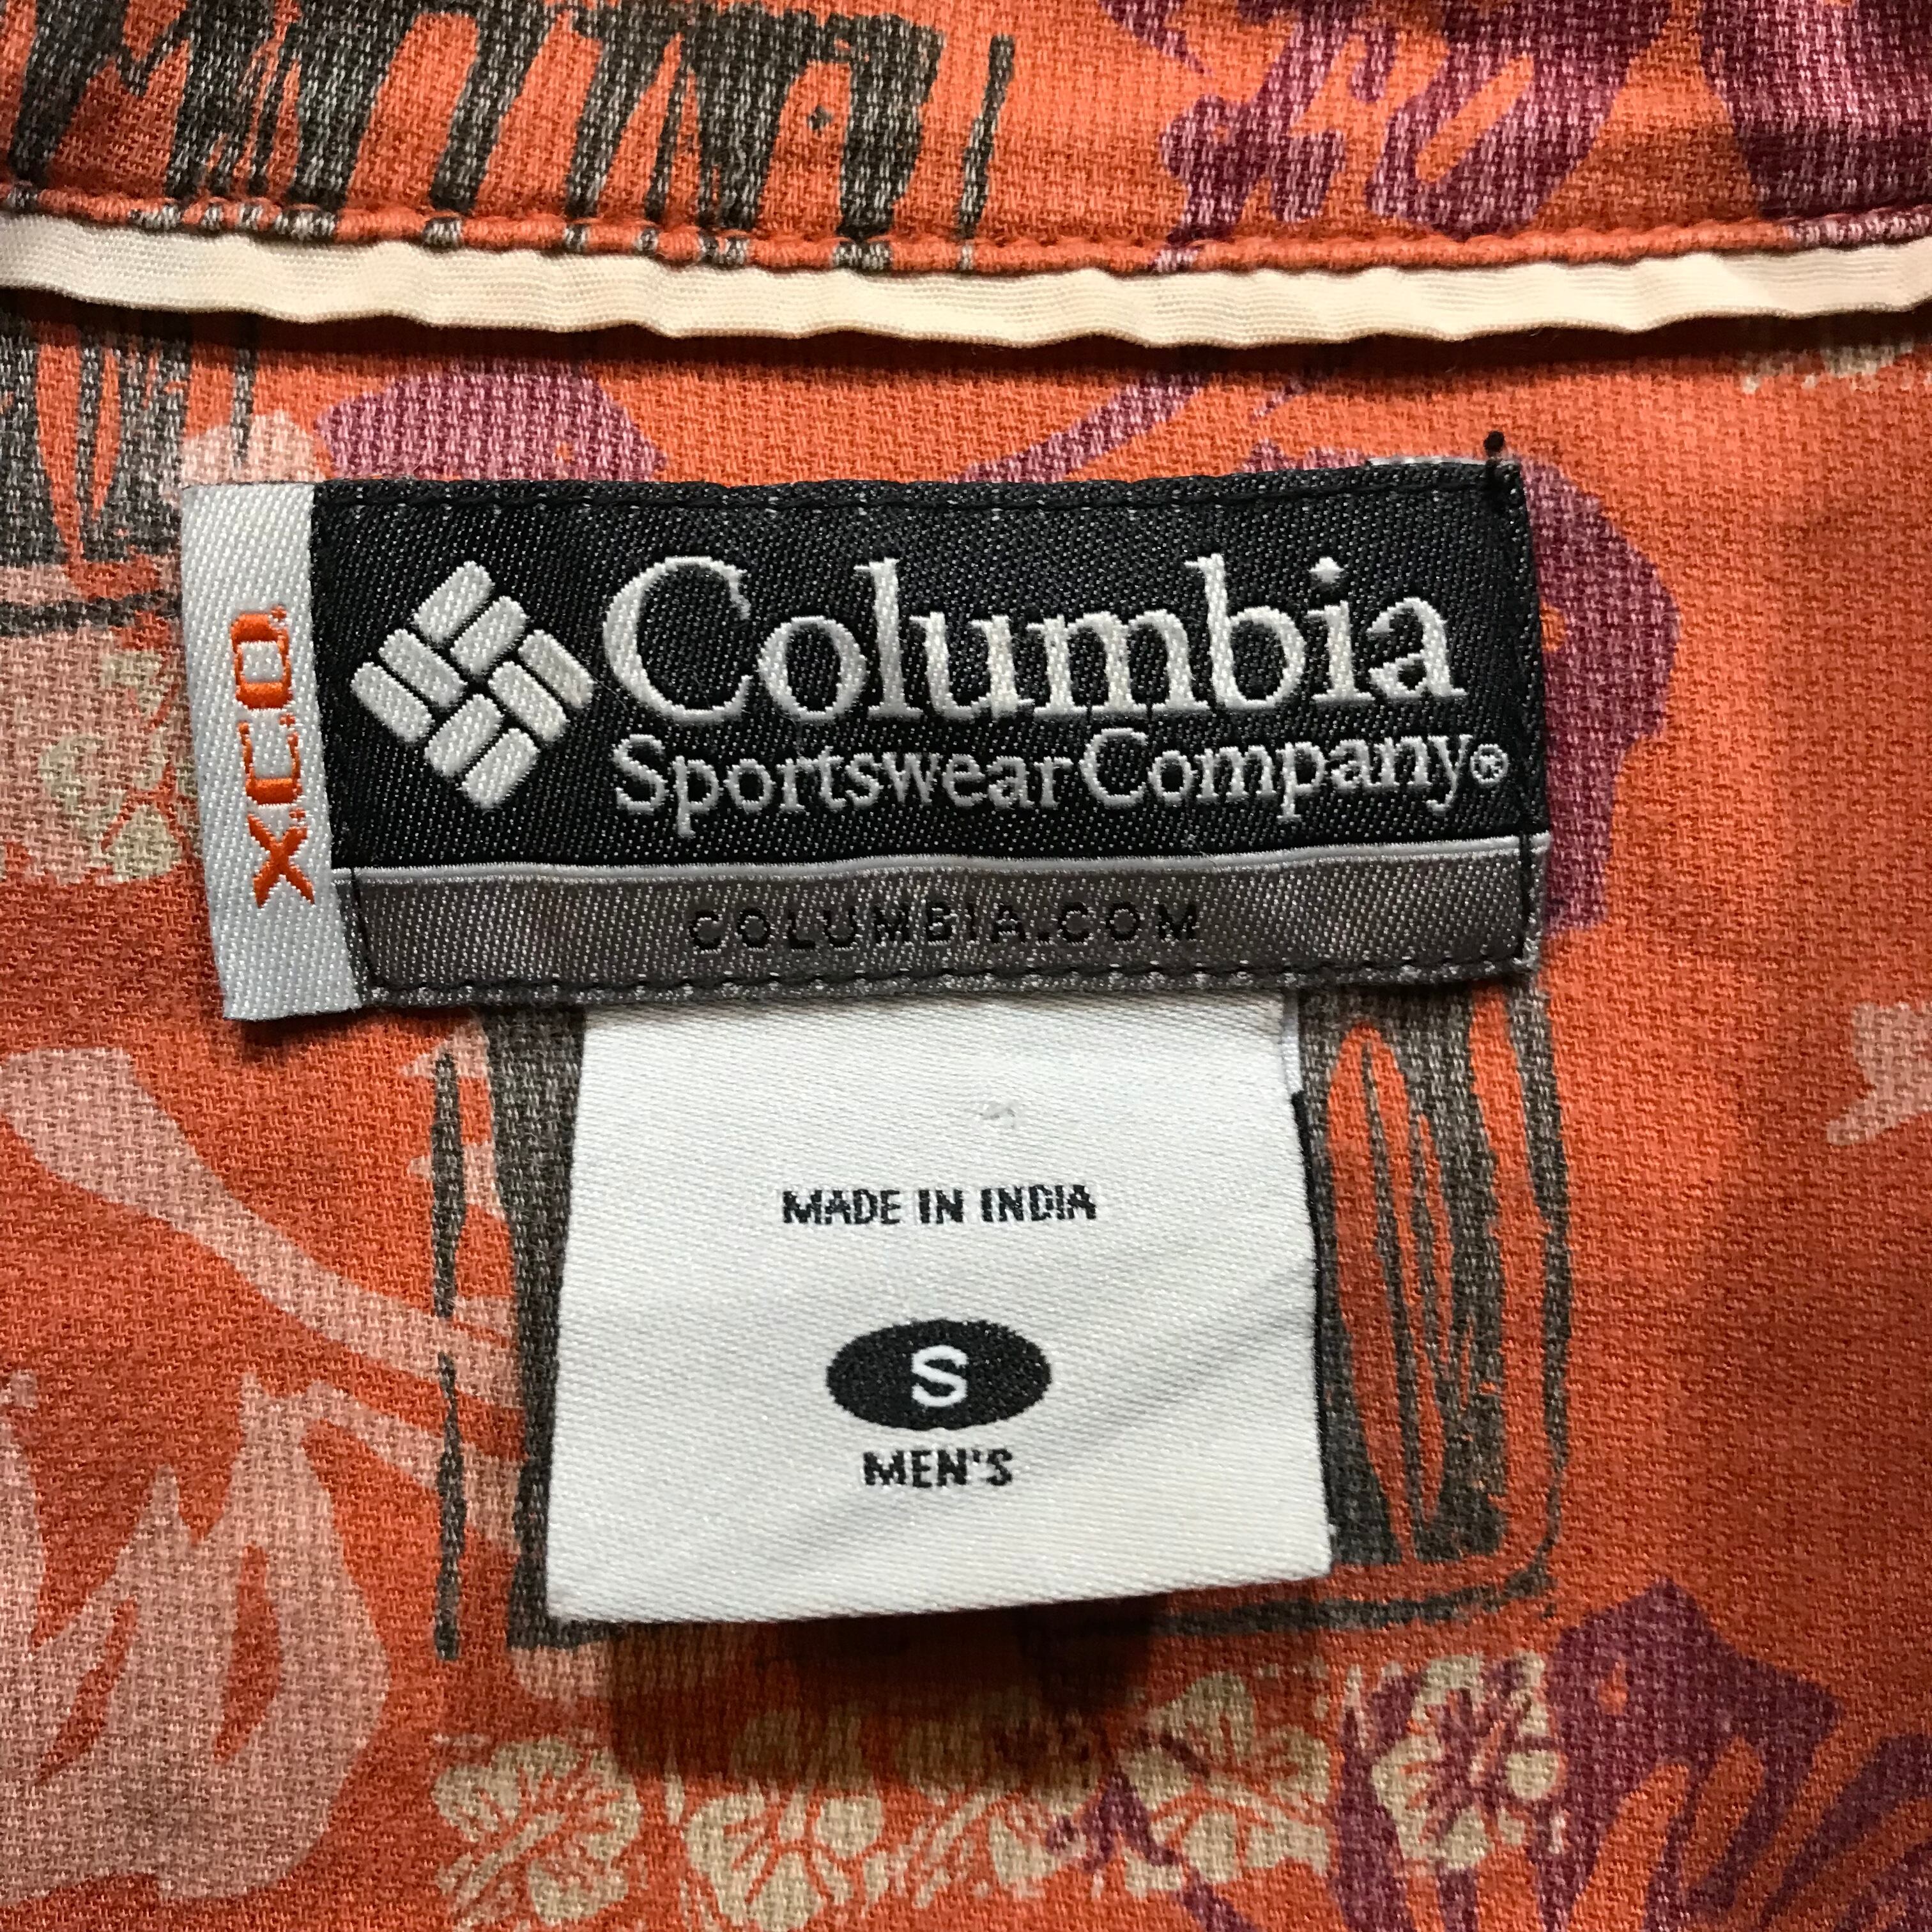 XCO
Columbia
Sportswear Company®
COLUMBIA.COM
MADE IN INDIA
S
MEN'S